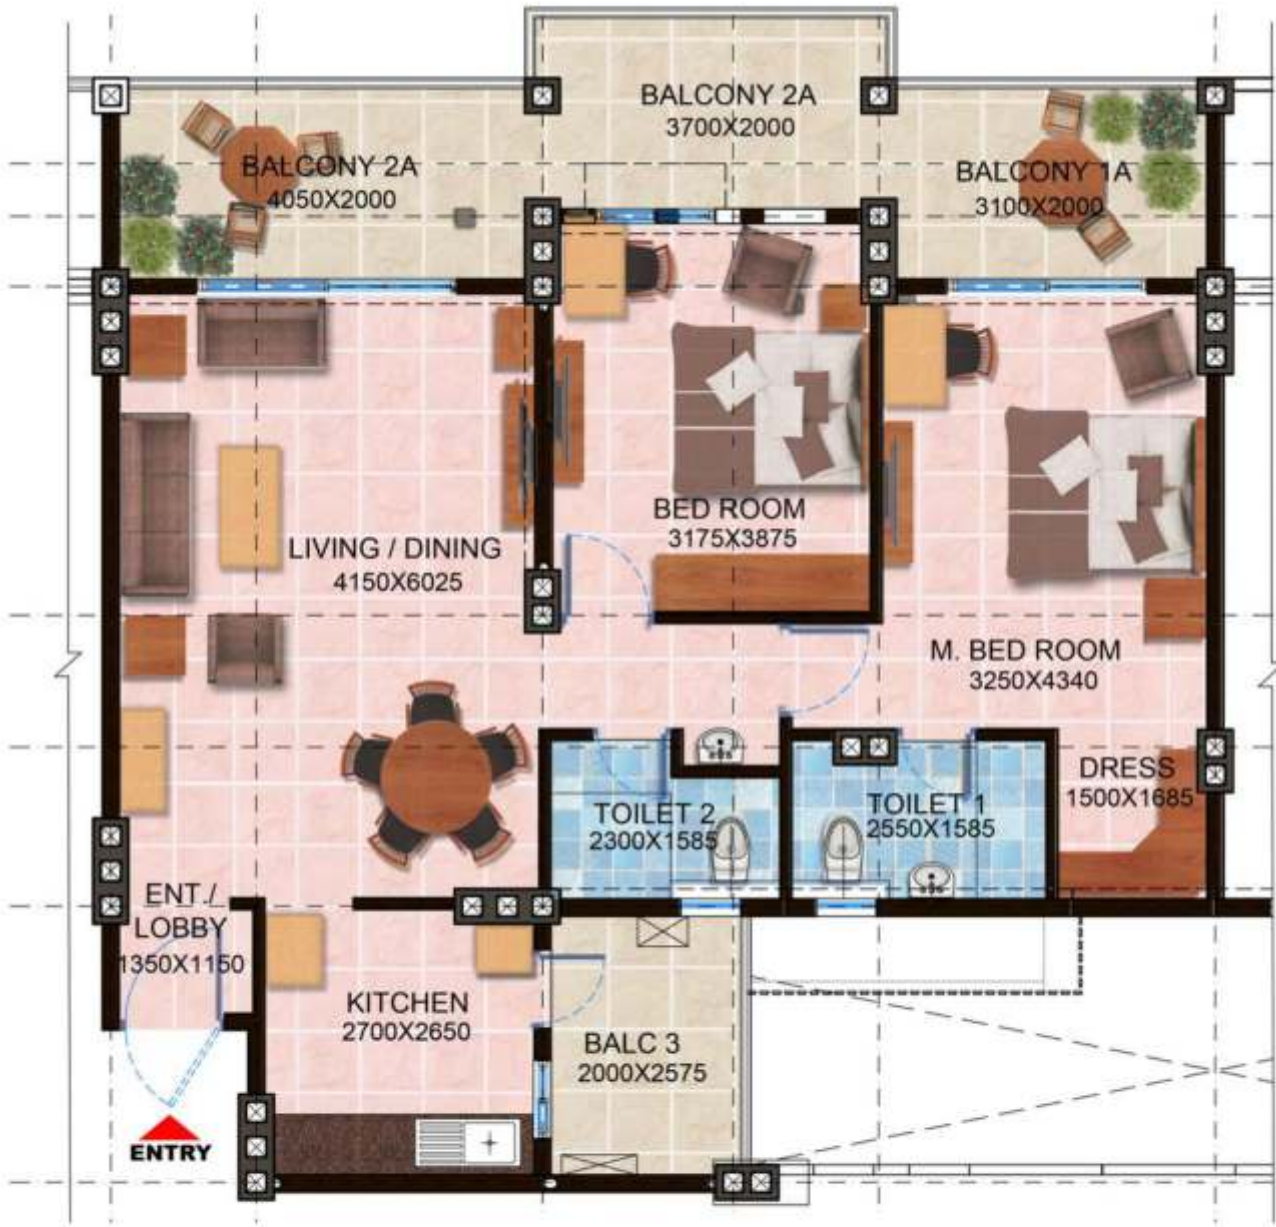 BALCONY 2A
3700X2000
BALCONY 2A
4050X2000
BALCONY 1A
3100X2000
BED ROOM
3175X3875
LIVING / DINING
4150X6025
M. BED ROOM
3250X4340
DRESS
1500X1685
TOILET 2
2300X1585
TOILET 1
2550X1585
ENT./
LOBBY
1350X1150
KITCHEN
2700X2650
BALC 3
2000X2575
ENTRY